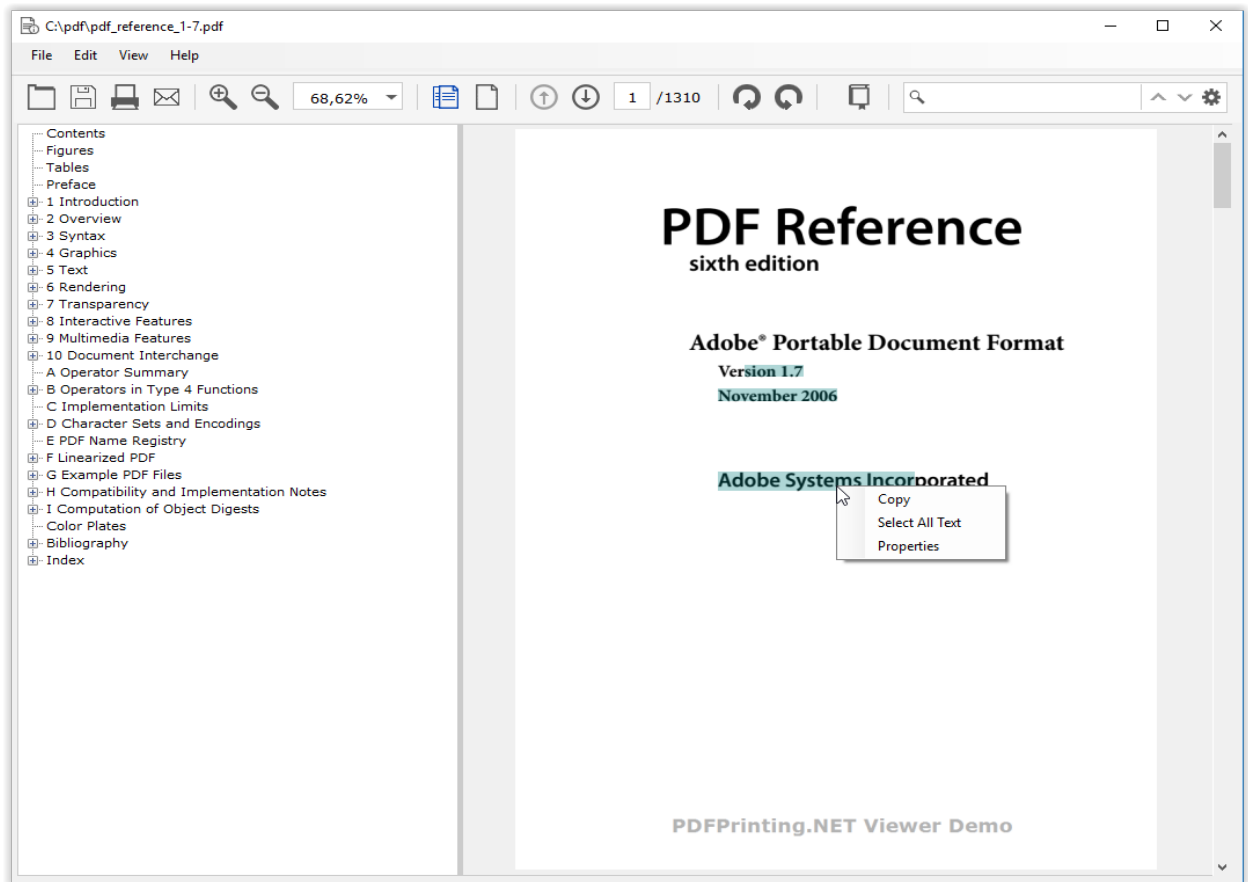 C:\pdf\pdf_reference_1-7.pdf
File Edit View Help
68,62% 1 /1310
Contents
Figures
Tables
Preface
1 Introduction
2 Overview
3 Syntax
4 Graphics
5 Text
6 Rendering
7 Transparency
8 Interactive Features
9 Multimedia Features
10 Document Interchange
A Operator Summary
B Operators in Type 4 Functions
C Implementation Limits
D Character Sets and Encodings
E PDF Name Registry
F Linearized PDF
G Example PDF Files
H Compatibility and Implementation Notes
I Computation of Object Digests
Color Plates
Bibliography
Index
PDF Reference
sixth edition
Adobe® Portable Document Format
Version 1.7
November 2006
Adobe Systems Incorporated
Copy
Select All Text
Properties
PDFPrinting.NET Viewer Demo